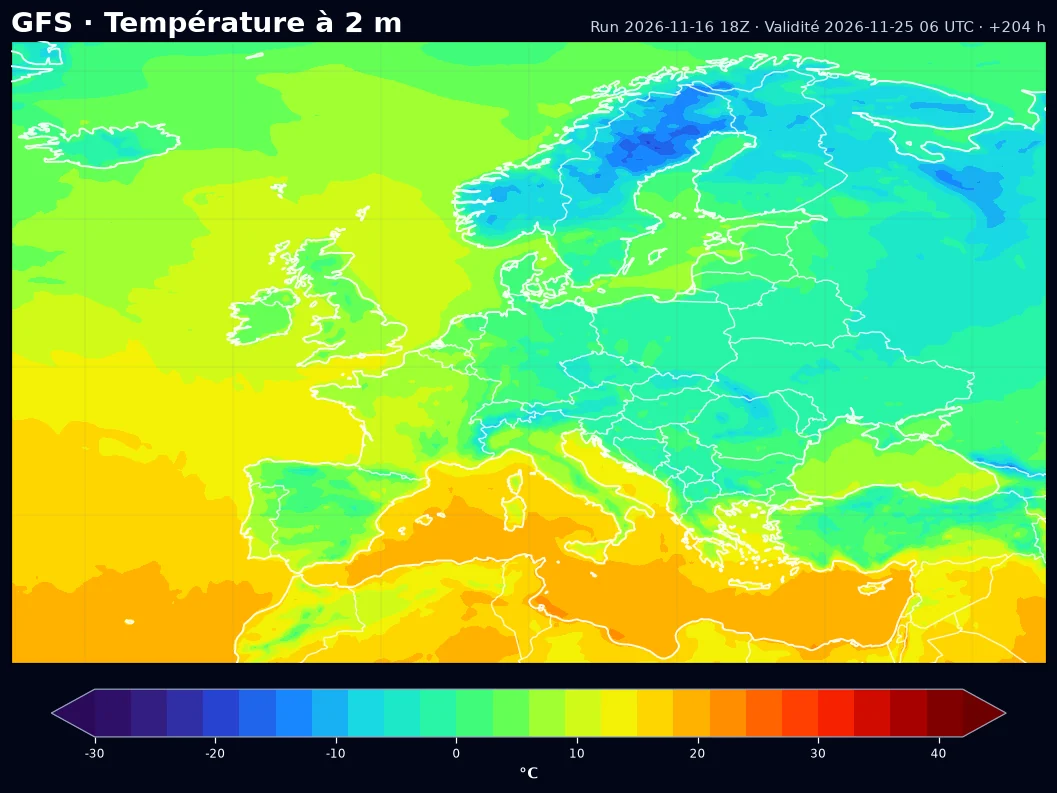 GFS · Température à 2 m
Run 2026-11-16 18Z · Validité 2026-11-25 06 UTC · +204 h
-30 -20 -10 0 10 20 30 40
°C